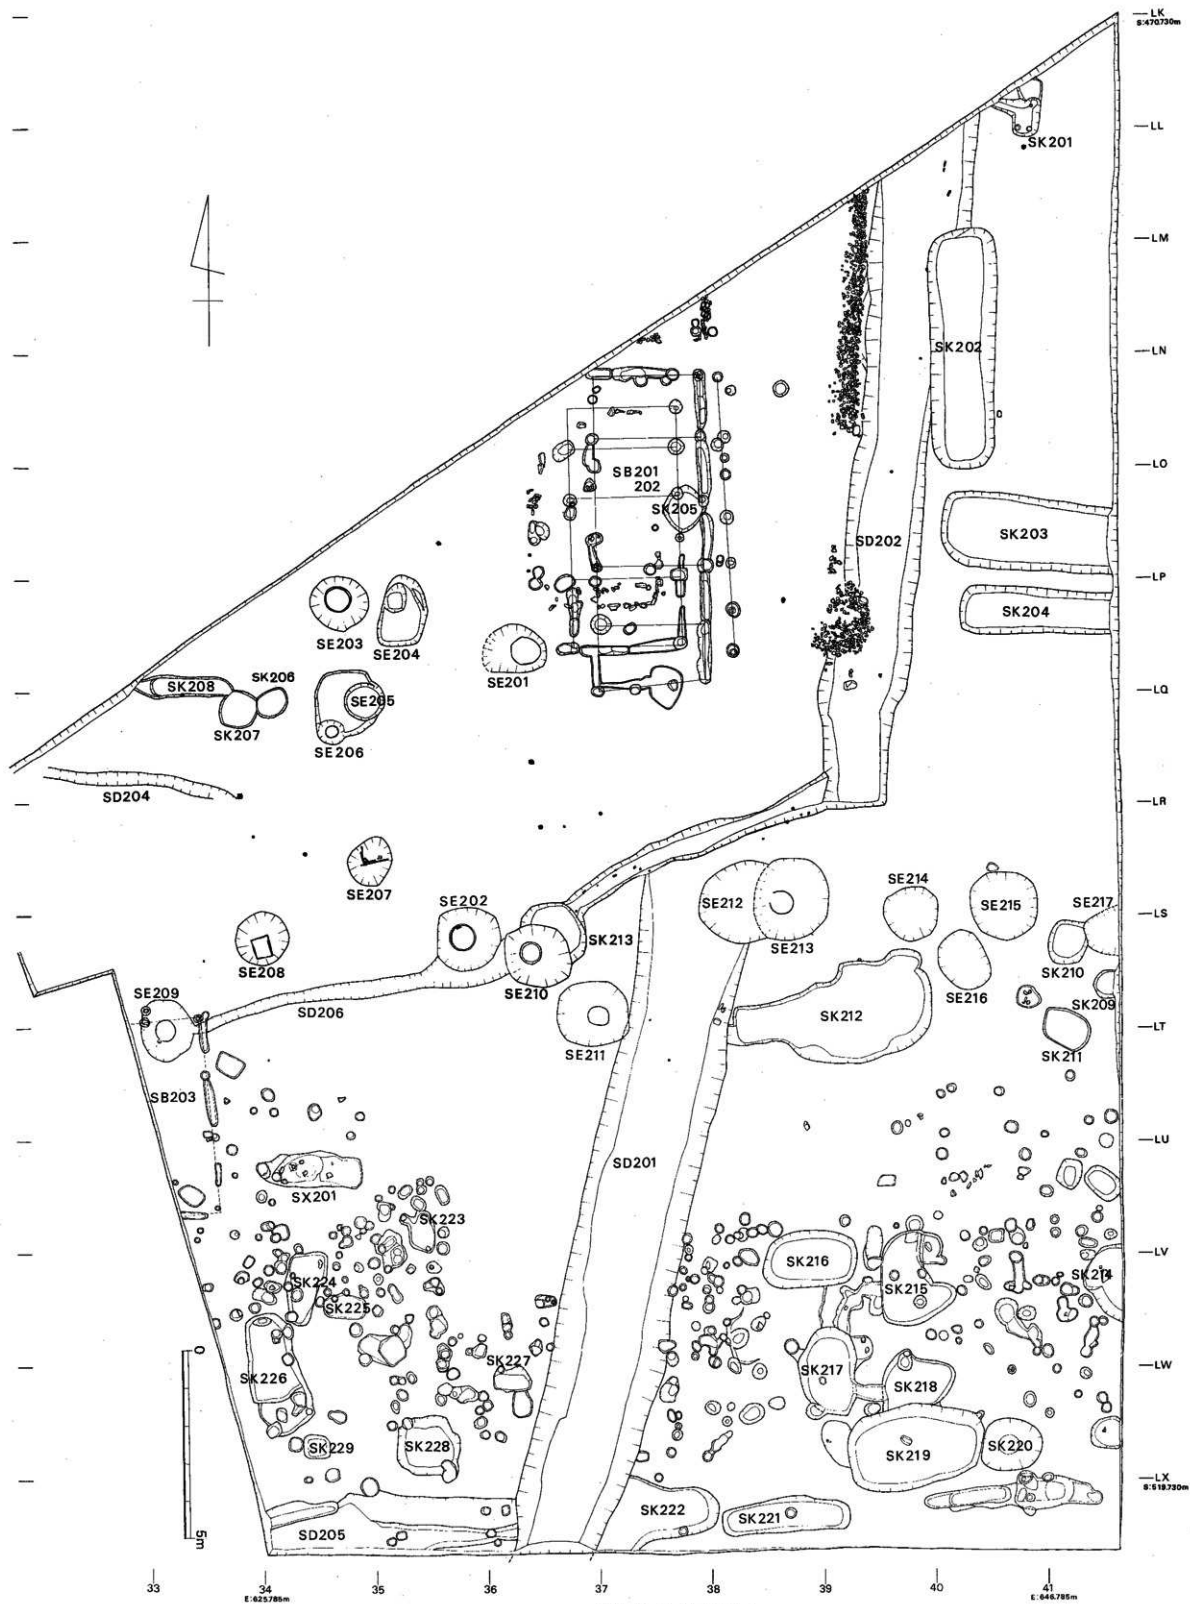 LK
S:470.730m
LL
SK201
LM
LN
SK202
LO
SB201
202
SK205
SD202
SK203
LP
SK204
SE203
SE204
SE201
SK208
SK206
SE205
LQ
SK207
SE206
SD204
LR
SE207
SE202
SE212
SE214
SE215
SE217
LS
SK213
SE213
SE208
SE210
SK210
SE216
SE209
SD206
SK209
SK212
LT
SE211
SK211
SB203
LU
SD201
SX201
SK223
LV
SK216
SK214
SK224
SK215
SK225
0
LW
SK227
SK217
SK226
SK218
SK229
SK228
SK219
SK220
LX
S:519.730m
SK222
SK221
SD205
5m
33 34 35 36 37 38 39 40 41
E:625.785m E:646.785m